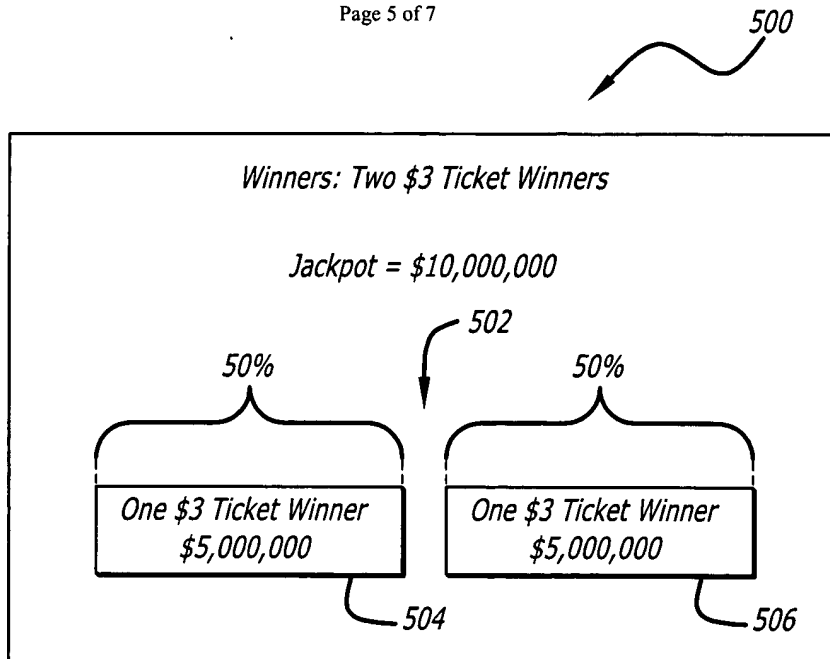 Page 5 of 7
500
Winners: Two $3 Ticket Winners
Jackpot = $10,000,000
502
50%
50%
One $3 Ticket Winner
$5,000,000
One $3 Ticket Winner
$5,000,000
504
506